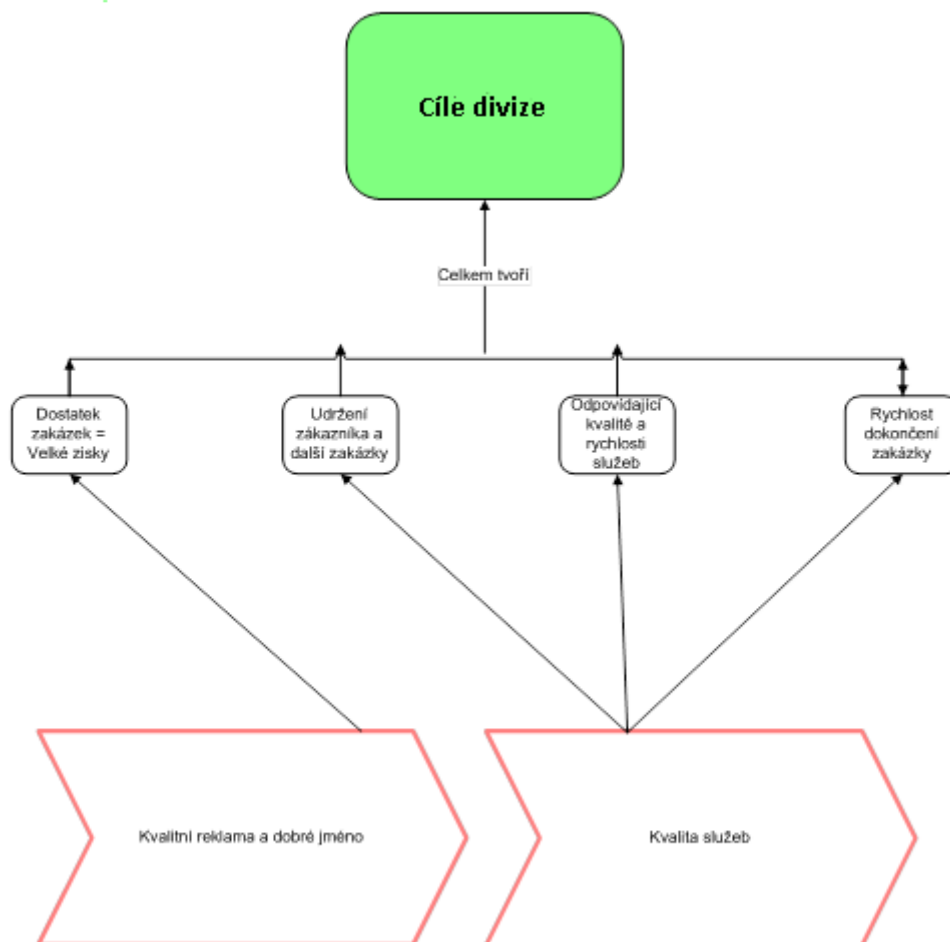 Cíle divize
Celkem tvoří
Dostatek
zakázek =
Velké zisky
Udržení
zákazníka a
další zakázky
Odpovídající
kvalitě a
rychlosti
služeb
Rychlost
dokončení
zakázky
Kvalitní reklama a dobré jméno
Kvalita služeb